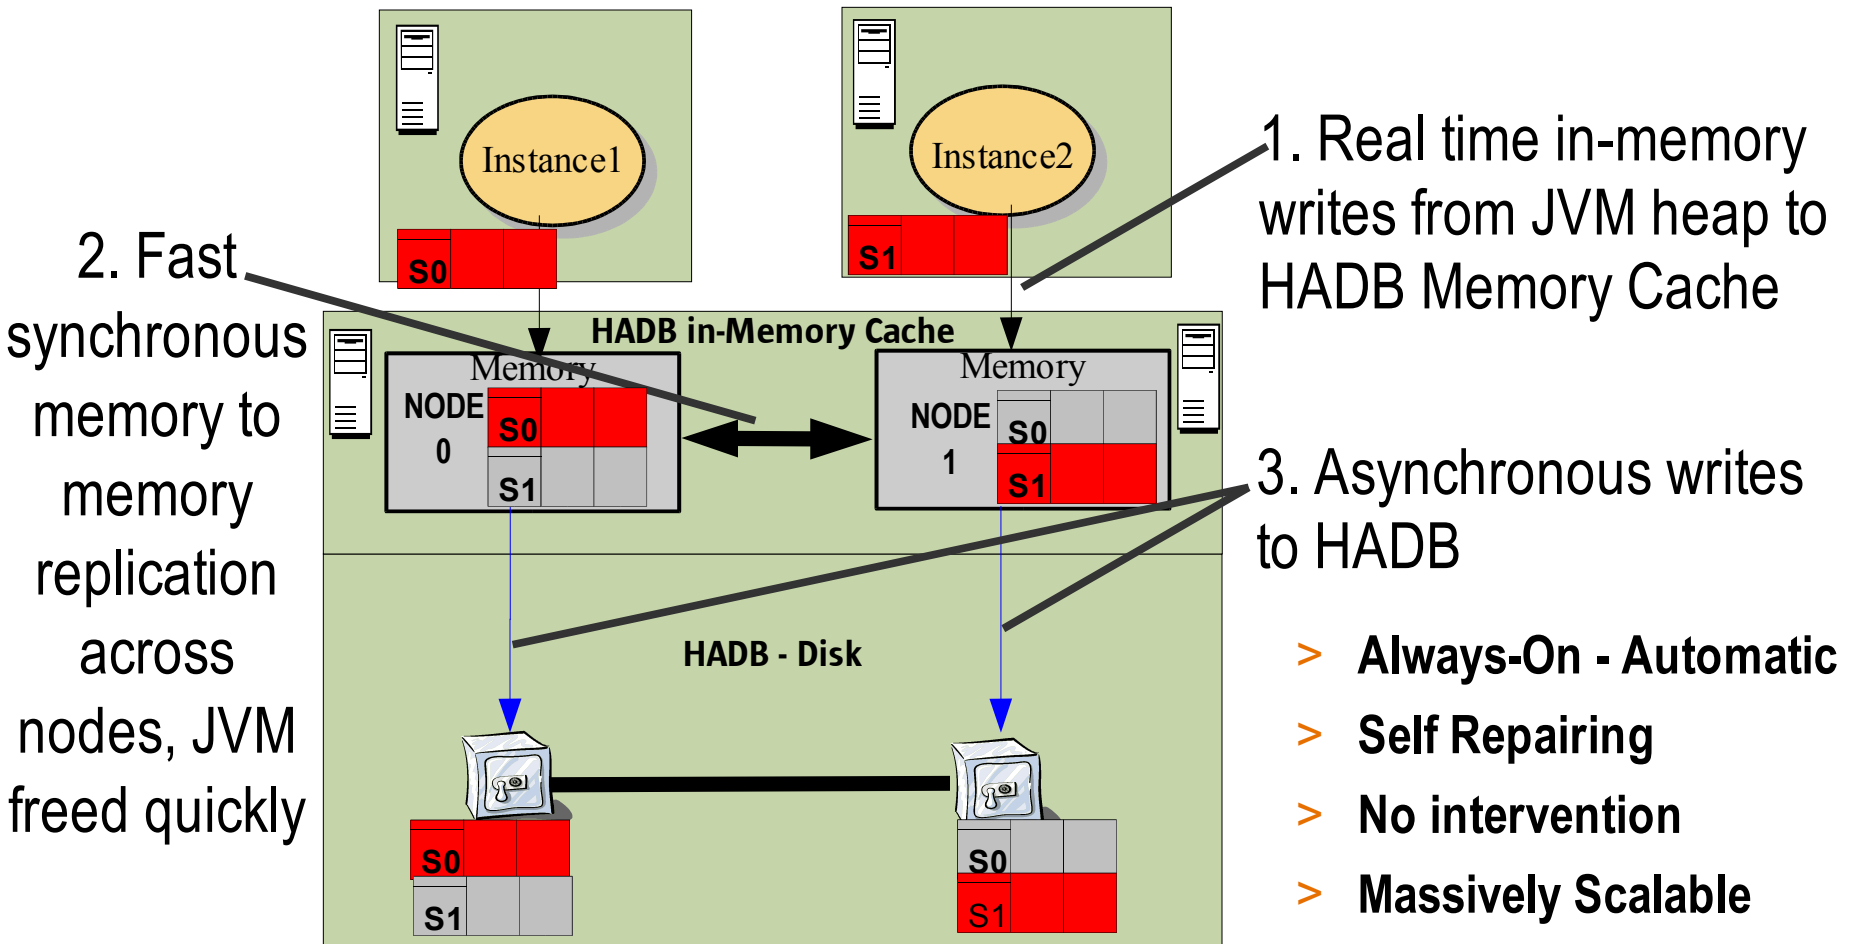 Instance1
S0
Instance2
S1
1. Real time in-memory
writes from JVM heap to
HADB Memory Cache
2. Fast
synchronous
memory to
memory
replication
across
nodes, JVM
freed quickly
HADB in-Memory Cache
Memory
NODE
0
S0
S1
Memory
NODE
1
S0
S1
3. Asynchronous writes
to HADB
HADB - Disk
S0
S1
S0
S1
> Always-On - Automatic
> Self Repairing
> No intervention
> Massively Scalable